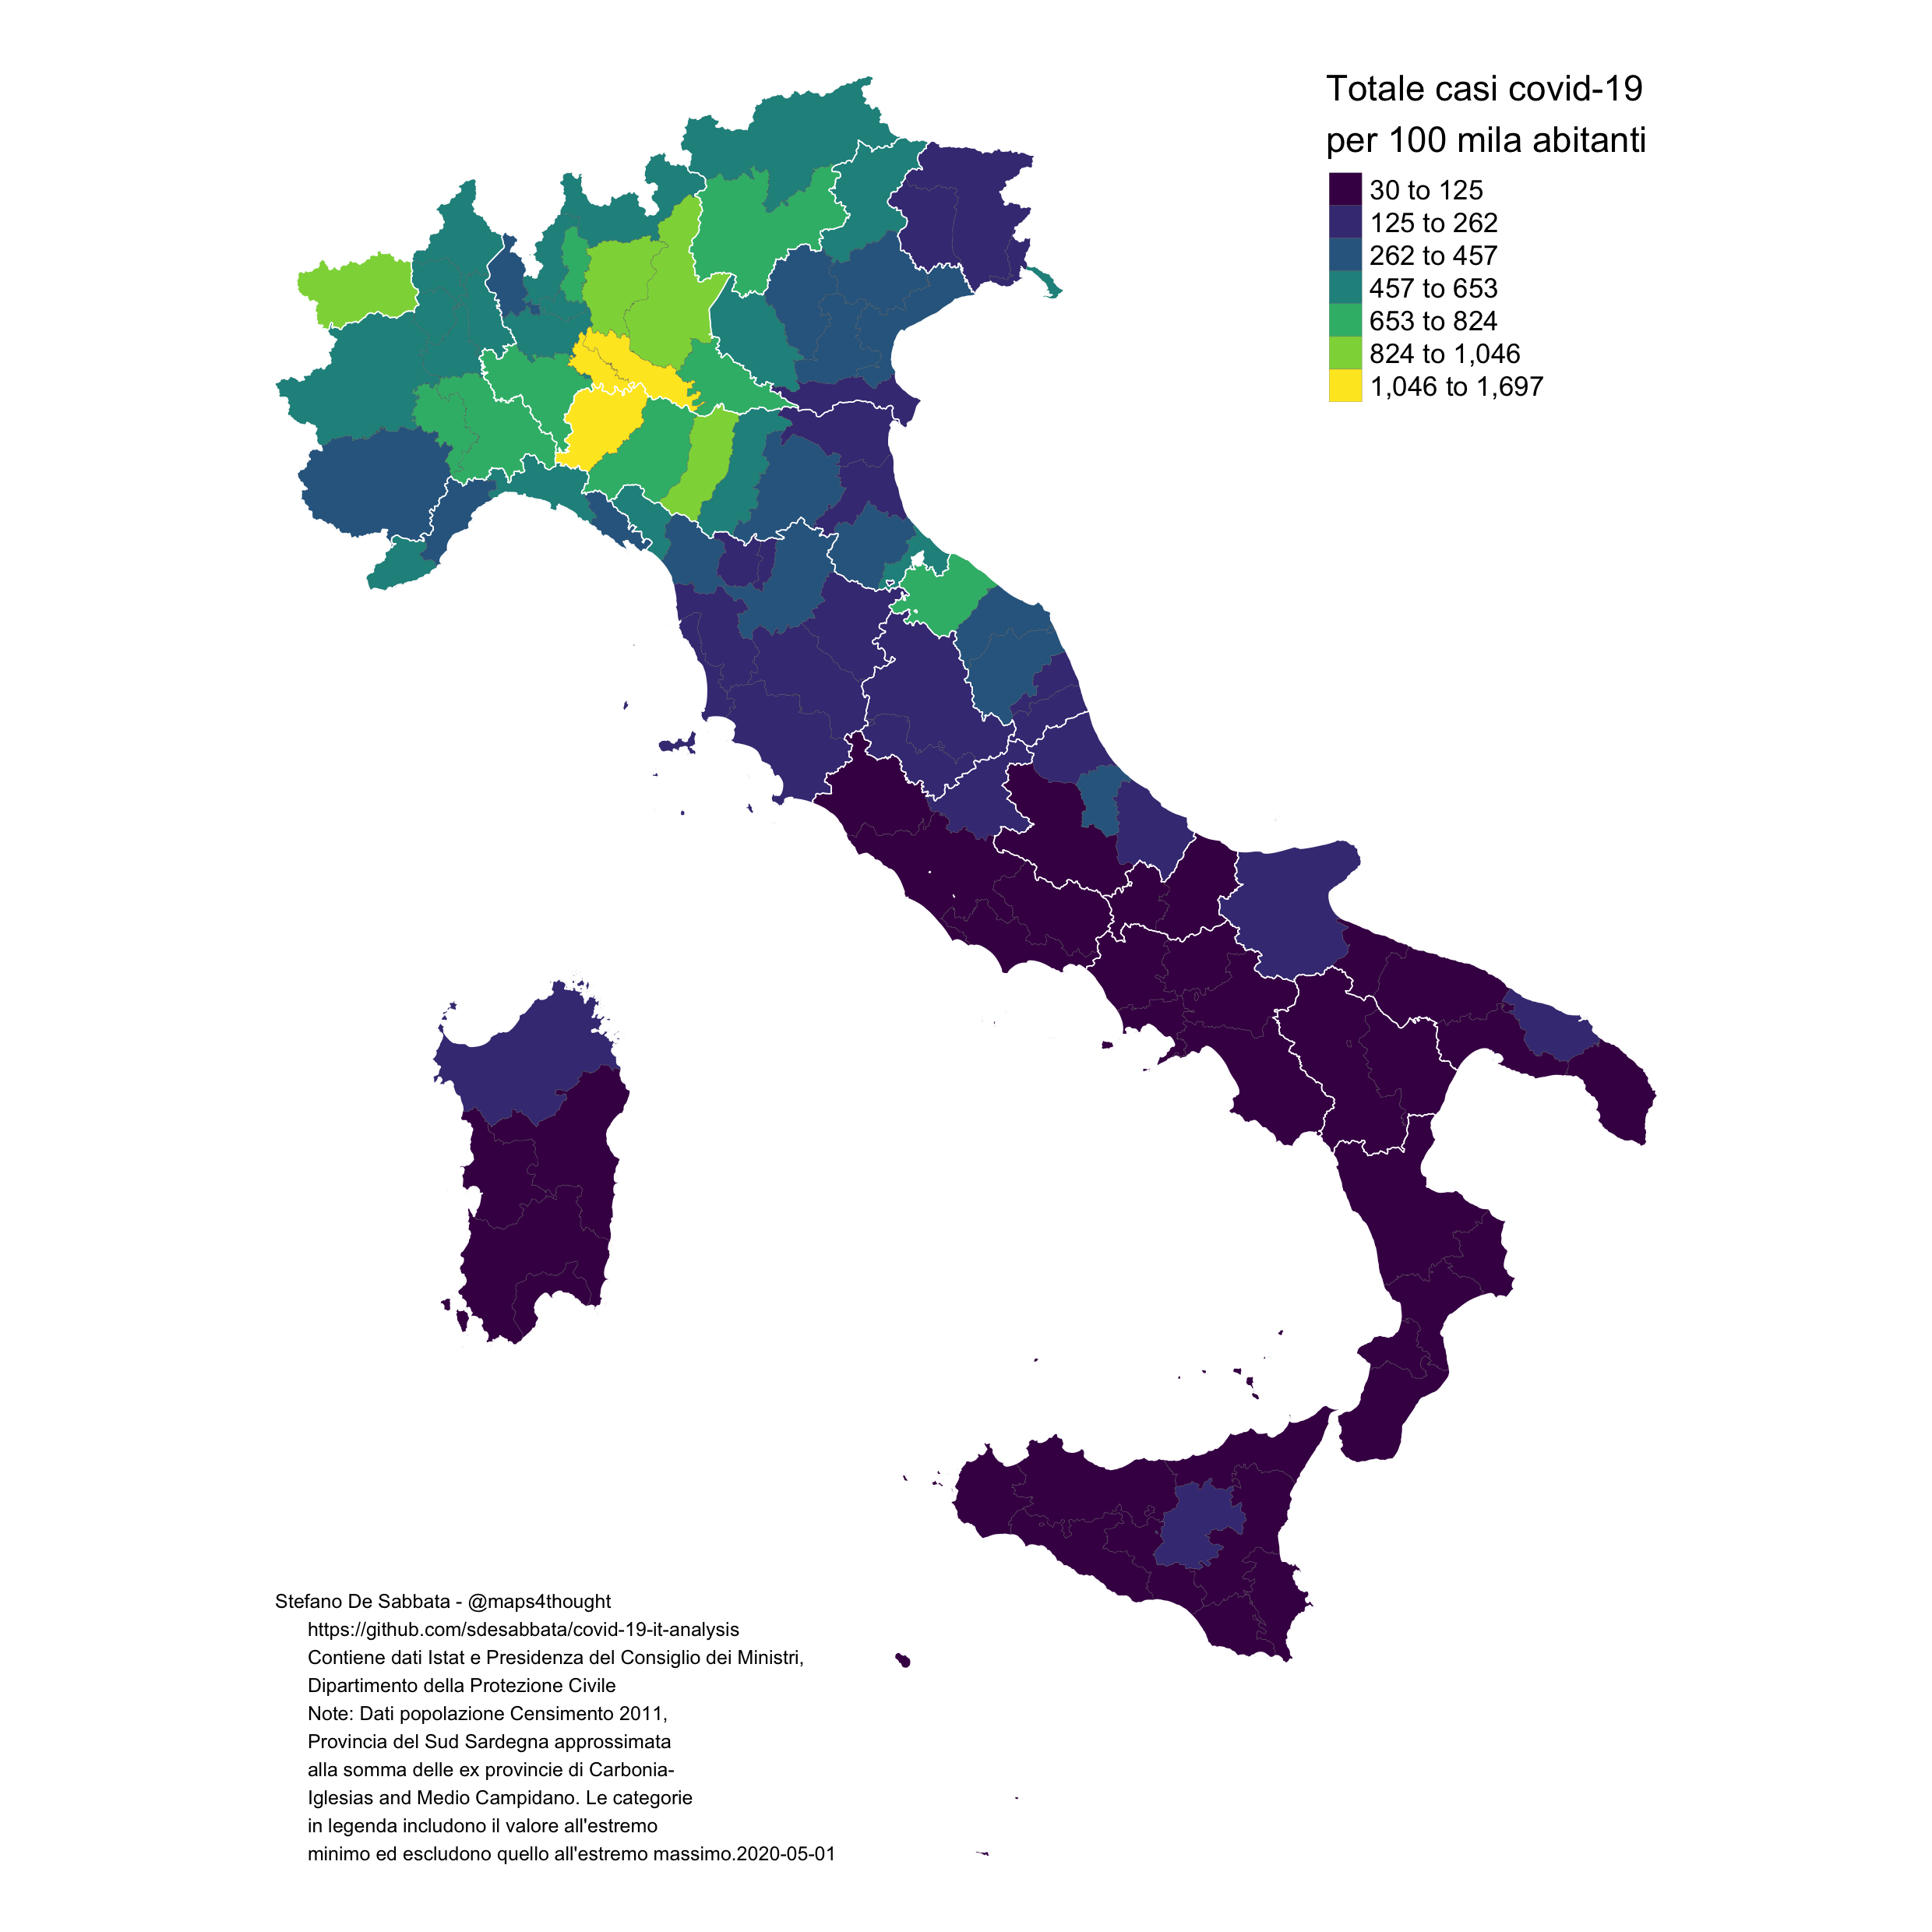 Totale casi covid-19
per 100 mila abitanti
30 to 125
125 to 262
262 to 457
457 to 653
653 to 824
824 to 1,046
1,046 to 1,697
Stefano De Sabbata - @maps4thought
https://github.com/sdesabbata/covid-19-it-analysis
Contiene dati Istat e Presidenza del Consiglio dei Ministri,
Dipartimento della Protezione Civile
Note: Dati popolazione Censimento 2011,
Provincia del Sud Sardegna approssimata
alla somma delle ex provincie di Carbonia-
Iglesias and Medio Campidano. Le categorie
in legenda includono il valore all'estremo
minimo ed escludono quello all'estremo massimo.2020-05-01